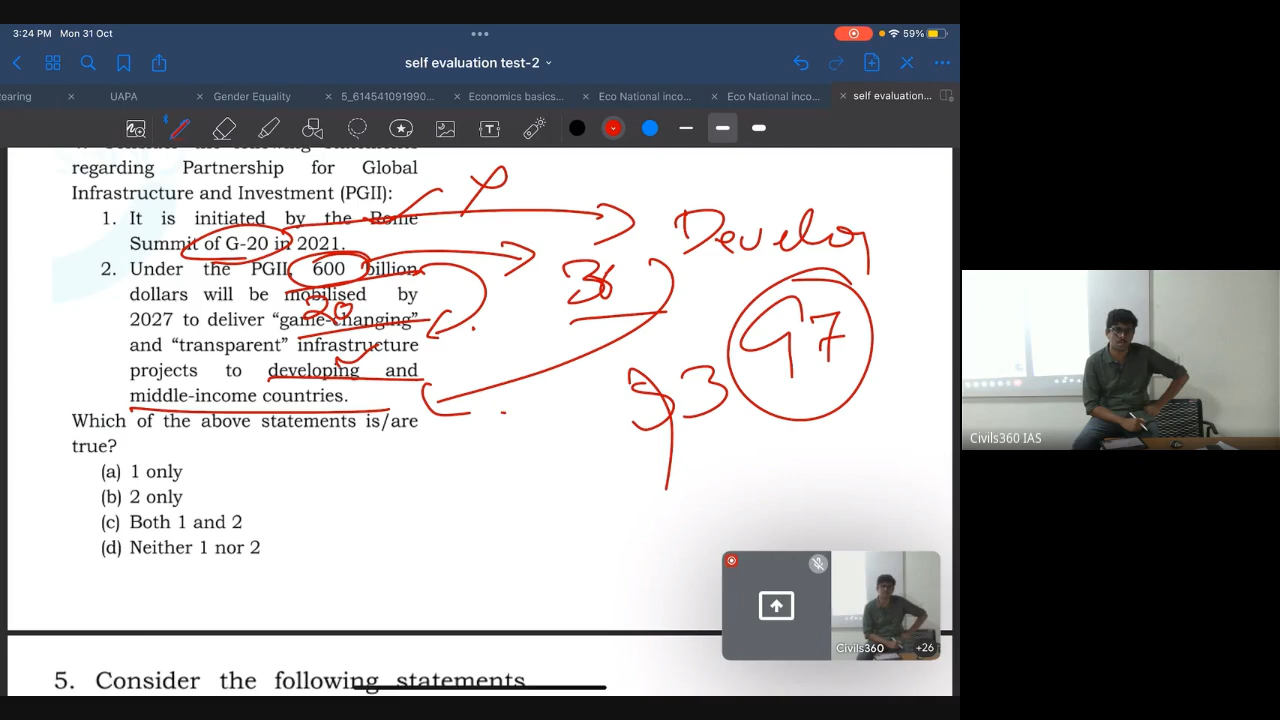 3:24 PM Mon 31 Oct
59%
self evaluation test-2
earing
UAPA
Gender Equality
5_614541091990...
Economics basics...
Eco National inco...
Eco National inco...
self evaluation...
regarding Partnership for Global
Infrastructure and Investment (PGII):
1. It is initiated by the Rome
Summit of G-20 in 2021.
2. Under the PGII, 600 billion
dollars will be mobilised by
2027 to deliver “game-changing”
and “transparent” infrastructure
projects to developing and
middle-income countries.
Which of the above statements is/are
true?
(a) 1 only
(b) 2 only
(c) Both 1 and 2
(d) Neither 1 nor 2
Develop
20
G7
5. Consider the following statements
Civils360 IAS
Civils360
+26